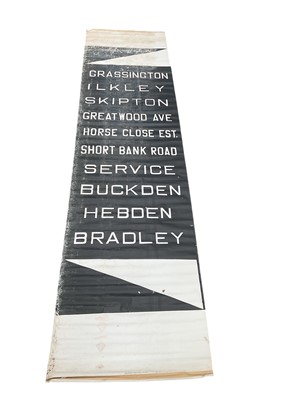 GRASSINGTON
ILKLEY
SKIPTON
GREATWOOD AVE
HORSE CLOSE EST.
SHORT BANK ROAD
SERVICE
BUCKDEN
HEBDEN
BRADLEY